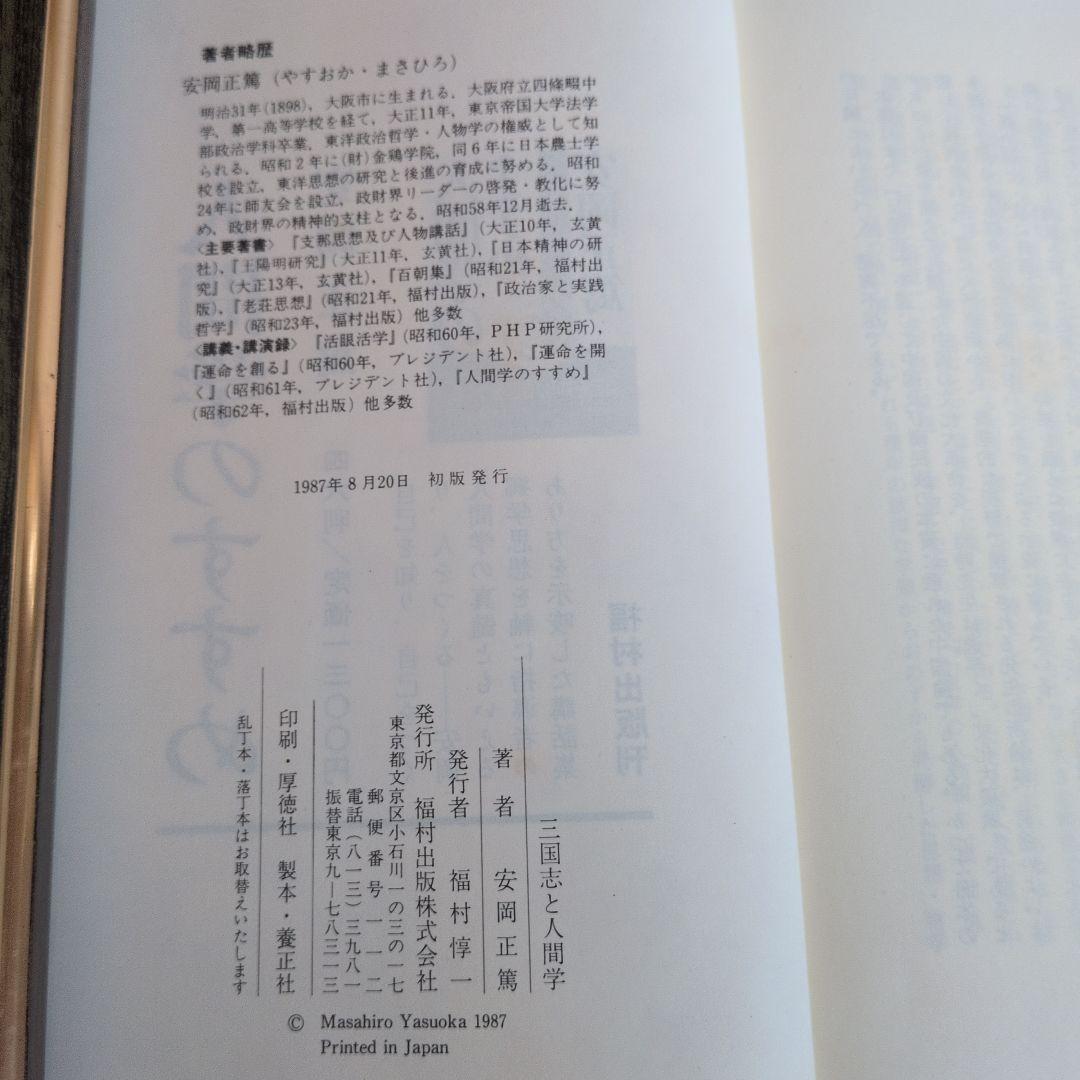 著者略歴
安岡正篤(やすおか・まさひろ)
明治31年(1898),大阪市に生まれる.大阪府立四條畷中
学,第一高等学校を経て,大正11年,東京帝国大学法学
部政治学科卒業.東洋政治哲学・人物学の権威として知
られる.昭和2年に(財)金鶏学院,同6年に日本農士学
校を設立,東洋思想の研究と後進の育成に努める.昭和
24年に師友会を設立,政財界リーダーの啓発・教化に努
め,政財界の精神的支柱となる.昭和58年12月逝去.
〈主要著書〉『支那思想及び人物講話』(大正10年,玄黄
社),『王陽明研究』(大正11年,玄黄社),『日本精神の研
究』(大正13年,玄黄社),『百朝集』(昭和21年,福村出
版),『老荘思想』(昭和21年,福村出版),『政治家と実践
哲学』(昭和23年,福村出版)他多数
〈講義・講演録〉『活眼活学』(昭和60年,PHP研究所),
『運命を創る』(昭和60年,プレジデント社),『運命を開
く』(昭和61年,プレジデント社),『人間学のすすめ』
(昭和62年,福村出版)他多数
1987年8月20日 初版発行
三国志と人間学
著者 安岡正篤
発行者 福村惇一
発行所 福村出版株式会社
東京都文京区小石川一の三の一七
郵便番号一一二
電話(八一三)三九八一
振替東京九―七八三一三
印刷・厚徳社 製本・養正社
乱丁本・落丁本はお取替えいたします
© Masahiro Yasuoka 1987
Printed in Japan